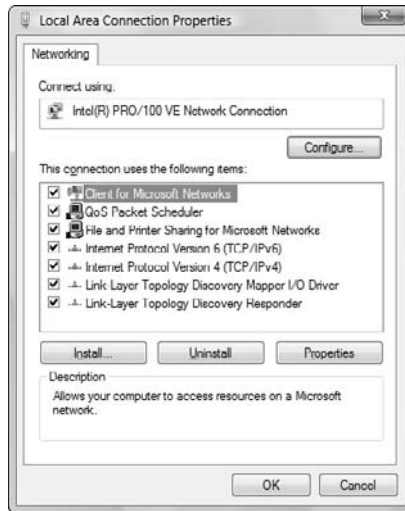 Local Area Connection Properties
Networking
Connect using:
Intel(R) PRO/100 VE Network Connection
Configure...
This connection uses the following items:
Client for Microsoft Networks
QoS Packet Scheduler
File and Printer Sharing for Microsoft Networks
Internet Protocol Version 6 (TCP/IPv6)
Internet Protocol Version 4 (TCP/IPv4)
Link-Layer Topology Discovery Mapper I/O Driver
Link-Layer Topology Discovery Responder
Install...
Uninstall
Properties
Description
Allows your computer to access resources on a Microsoft
network.
OK
Cancel